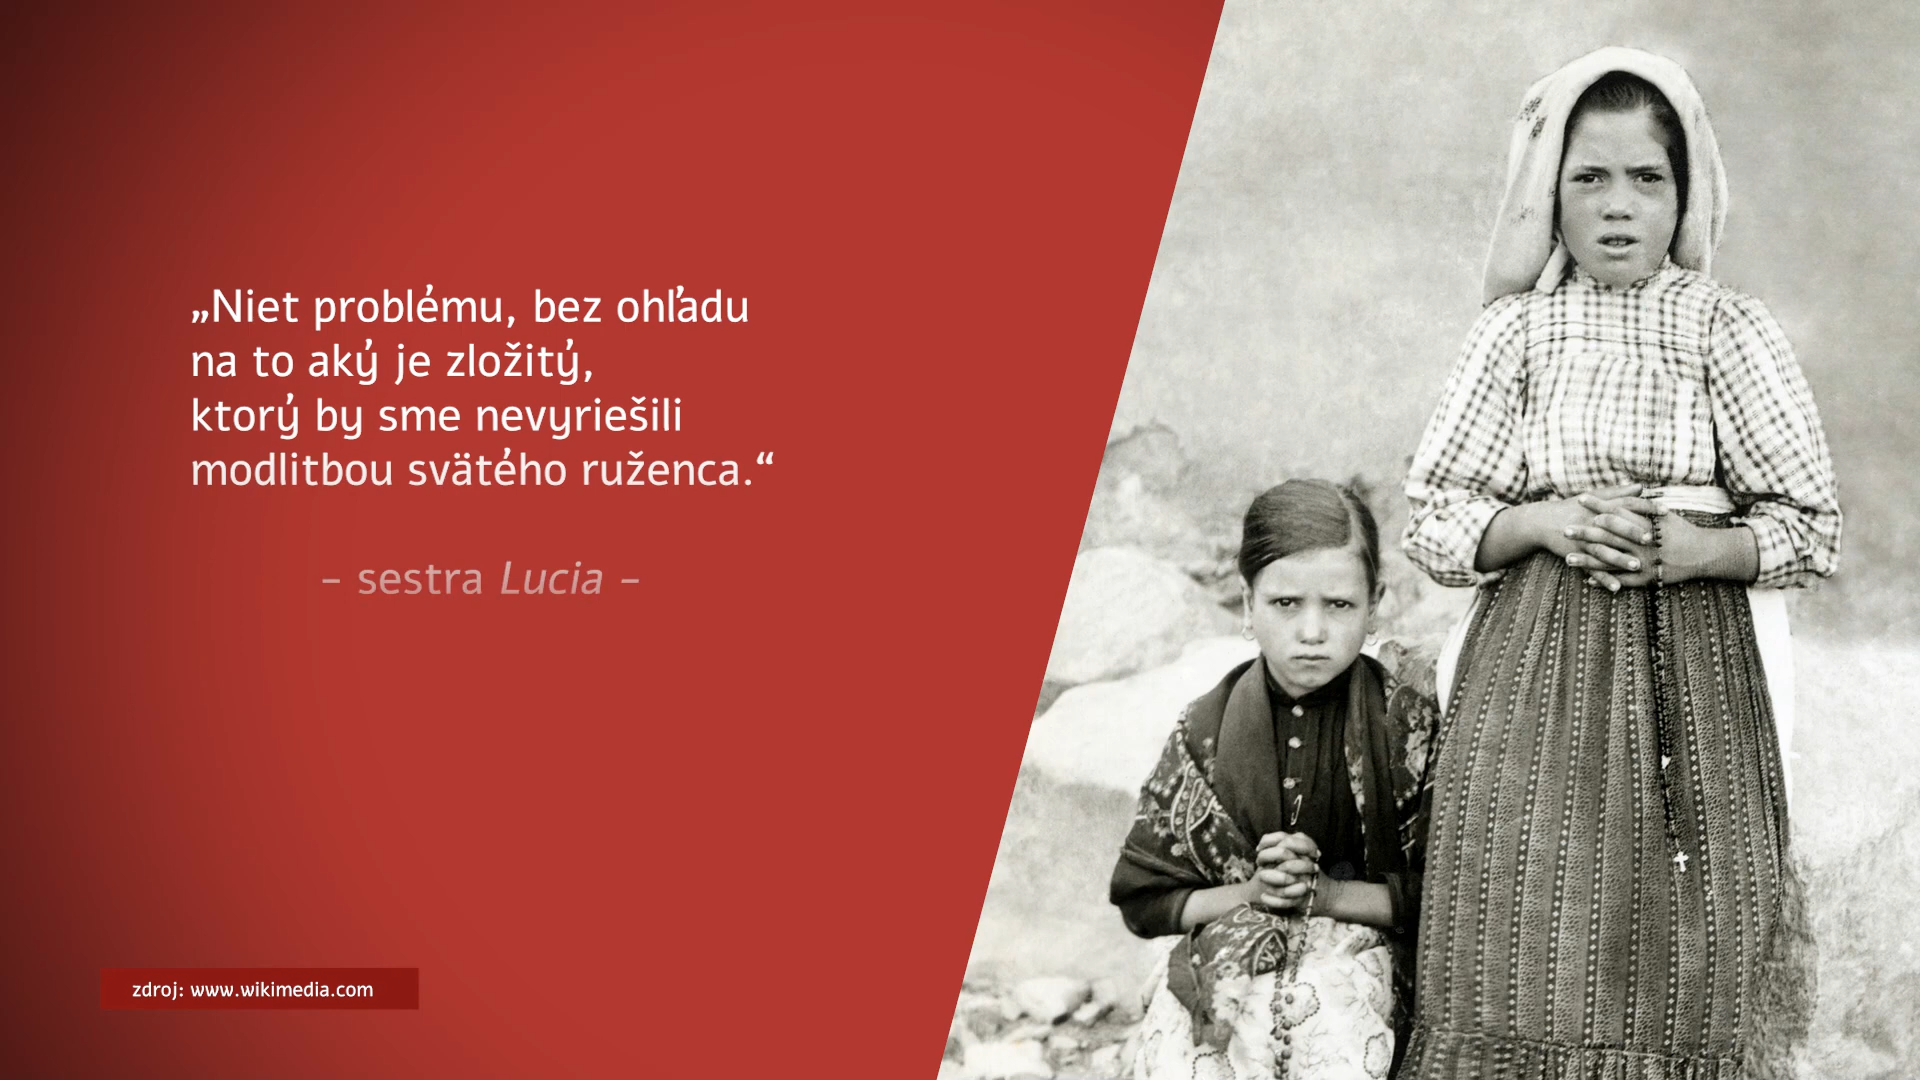 „Niet problému, bez ohľadu
na to aký je zložitý,
ktorý by sme nevyriešili
modlitbou svätého ruženca.“
– sestra Lucia –
zdroj: www.wikimedia.com